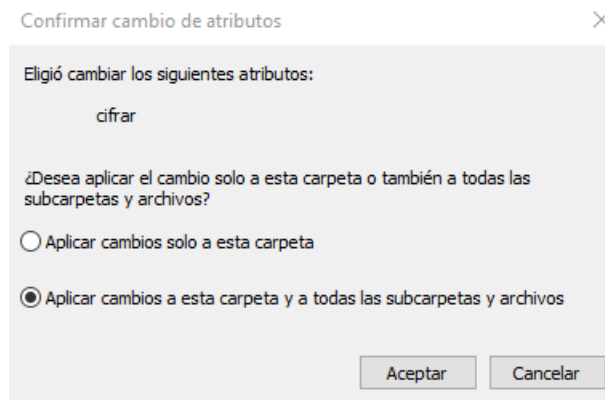 Confirmar cambio de atributos
Eligió cambiar los siguientes atributos:
cifrar
¿Desea aplicar el cambio solo a esta carpeta o también a todas las
subcarpetas y archivos?
Aplicar cambios solo a esta carpeta
Aplicar cambios a esta carpeta y a todas las subcarpetas y archivos
Aceptar Cancelar